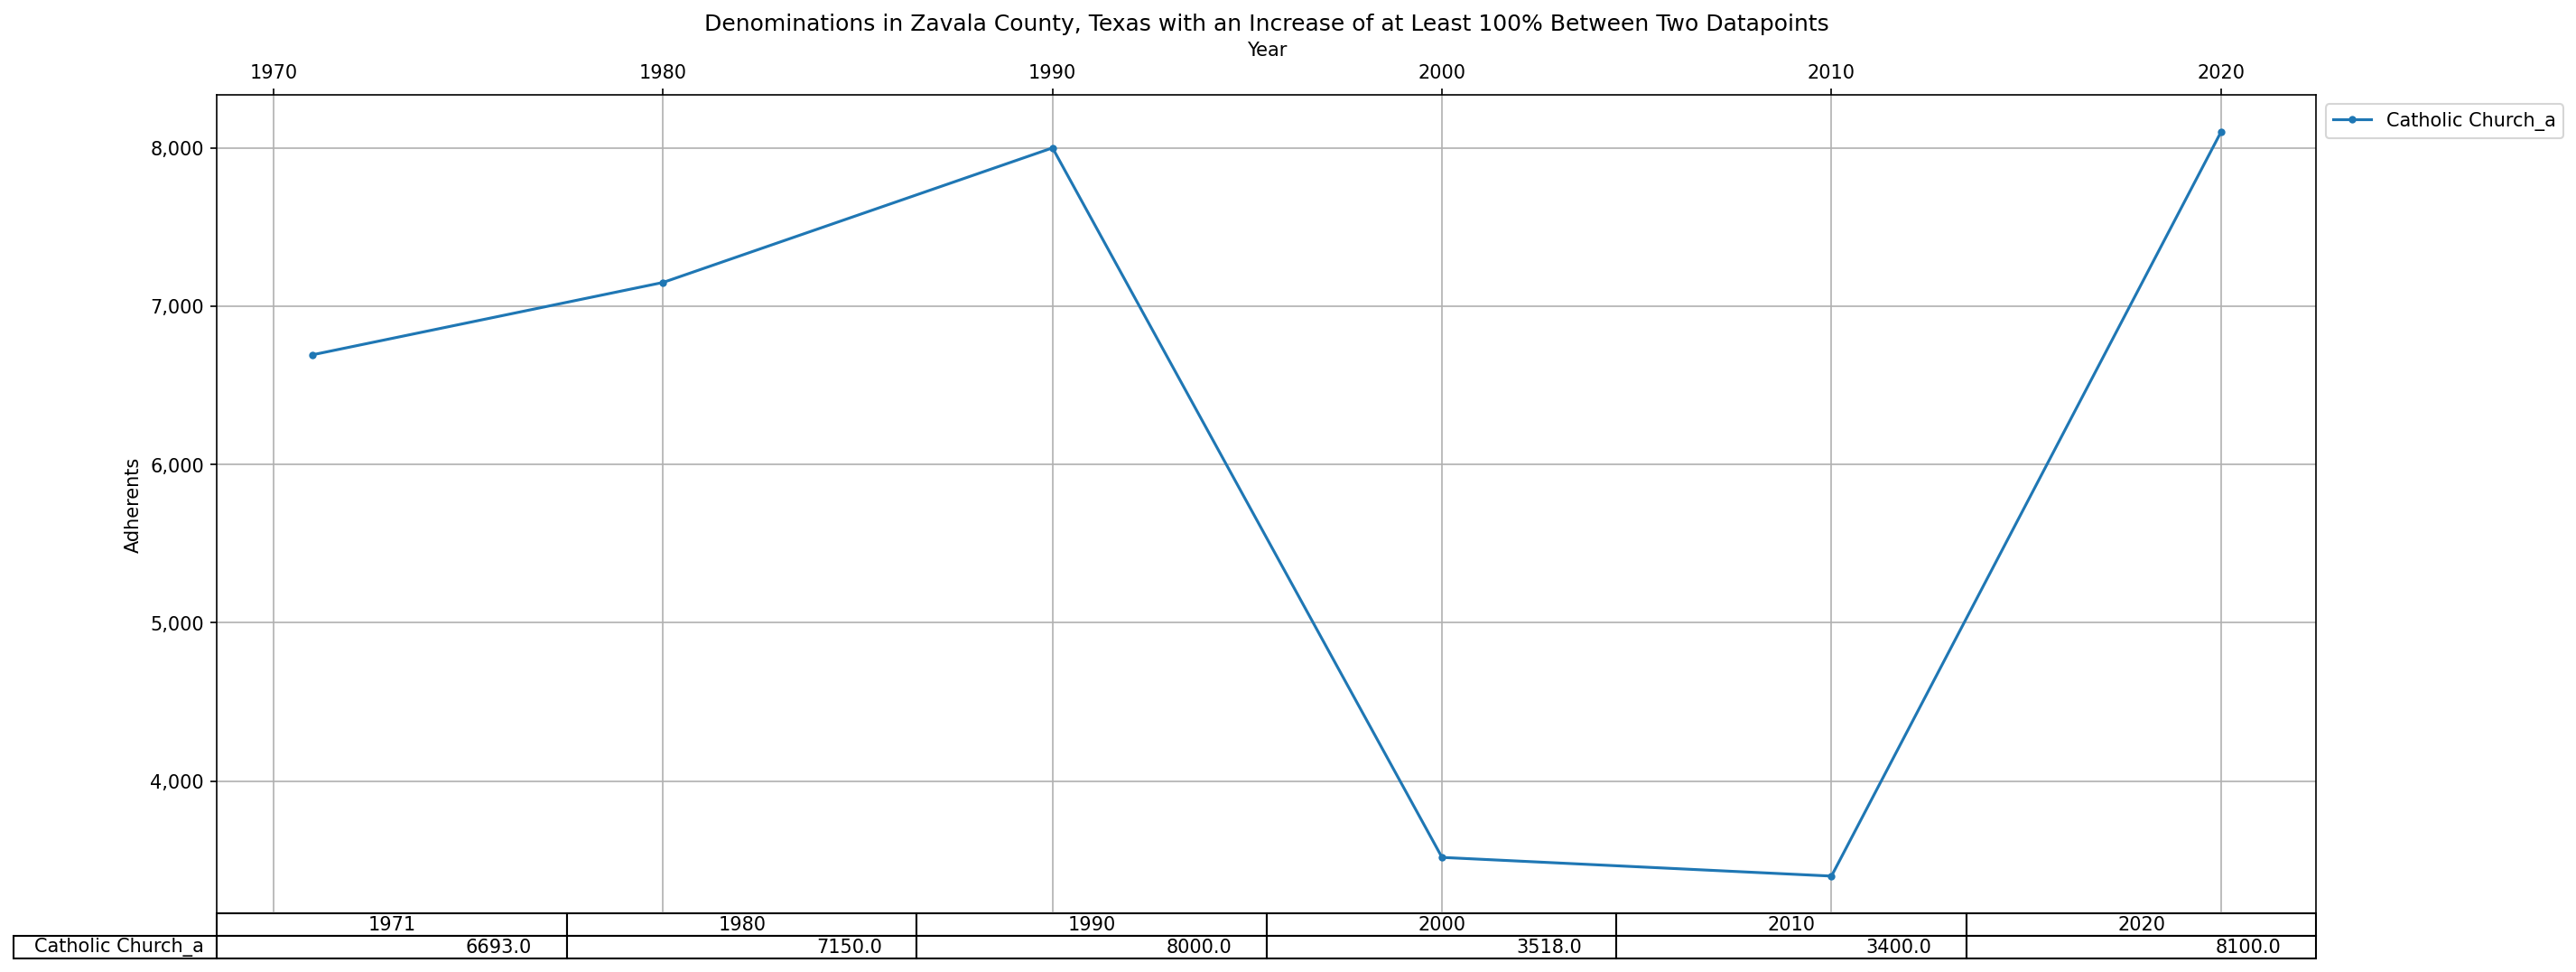 Denominations in Zavala County, Texas with an Increase of at Least 100% Between Two Datapoints
Year
1970 1980 1990 2000 2010 2020
Catholic Church_a
8,000
7,000
6,000
5,000
4,000
Adherents
1971 1980 1990 2000 2010 2020
Catholic Church_a 6693.0 7150.0 8000.0 3518.0 3400.0 8100.0